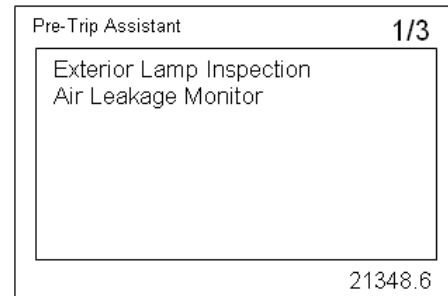 Pre-Trip Assistant 1/3
Exterior Lamp Inspection
Air Leakage Monitor
21348.6